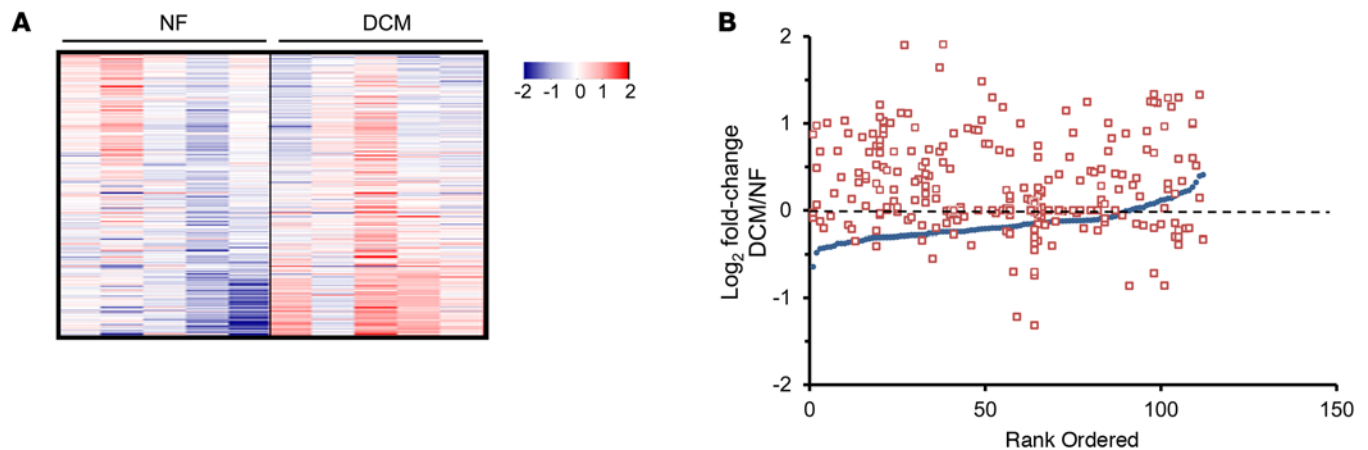 A
NF
DCM
-2 -1 0 1 2
B
2
1
0
-1
-2
Log2 fold-change
DCM/NF
0 50 100 150
Rank Ordered